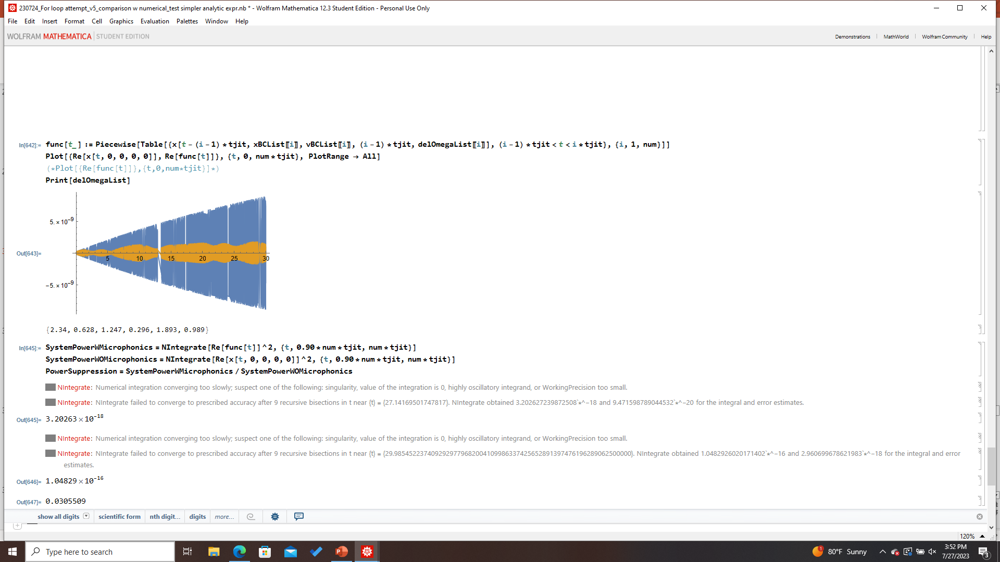 230724_For loop attempt_v5_comparison w numerical_test simpler analytic expr.nb * - Wolfram Mathematica 12.3 Student Edition - Personal Use Only
File Edit Insert Format Cell Graphics Evaluation Palettes Window Help
WOLFRAM MATHEMATICA STUDENT EDITION
Demonstrations MathWorld Wolfram Community Help
In[642]:= func[t_] := Piecewise[Table[{x[t - (i - 1) * tjit, xBCList[[i]], vBCList[[i]], (i - 1) * tjit, delOmegaList[[i]]], (i - 1) * tjit < t < i * tjit}, {i, 1, num}]]
Plot[{Re[x[t, 0, 0, 0, 0]], Re[func[t]]}, {t, 0, num * tjit}, PlotRange → All]
(*Plot[{Re[func[t]]},{t,0,num*tjit}]*)
Print[delOmegaList]
5. × 10^-9
Out[643]=
5 10 15 20 25 30
-5. × 10^-9
{2.34, 0.628, 1.247, 0.296, 1.893, 0.989}
In[645]:= SystemPowerWMicrophonics = NIntegrate[Re[func[t]]^2, {t, 0.90 * num * tjit, num * tjit}]
SystemPowerWOMicrophonics = NIntegrate[Re[x[t, 0, 0, 0, 0]]^2, {t, 0.90 * num * tjit, num * tjit}]
PowerSuppression = SystemPowerWMicrophonics / SystemPowerWOMicrophonics
NIntegrate: Numerical integration converging too slowly; suspect one of the following: singularity, value of the integration is 0, highly oscillatory integrand, or WorkingPrecision too small.
NIntegrate: NIntegrate failed to converge to prescribed accuracy after 9 recursive bisections in t near {t} = {27.14169501747817}. NIntegrate obtained 3.202627239872508`*^-18 and 9.471598789044532`*^-20 for the integral and error estimates.
Out[645]= 3.20263 × 10^-18
NIntegrate: Numerical integration converging too slowly; suspect one of the following: singularity, value of the integration is 0, highly oscillatory integrand, or WorkingPrecision too small.
NIntegrate: NIntegrate failed to converge to prescribed accuracy after 9 recursive bisections in t near {t} = {29.9854522374092929779682004109986337425652891397476196289062500000}. NIntegrate obtained 1.0482926020171402`*^-16 and 2.960699678621983`*^-18 for the integral and error
estimates.
Out[646]= 1.04829 × 10^-16
Out[647]= 0.0305509
show all digits scientific form nth digit... digits more...
120%
Type here to search
1
80°F Sunny
3:52 PM
7/27/2023
3